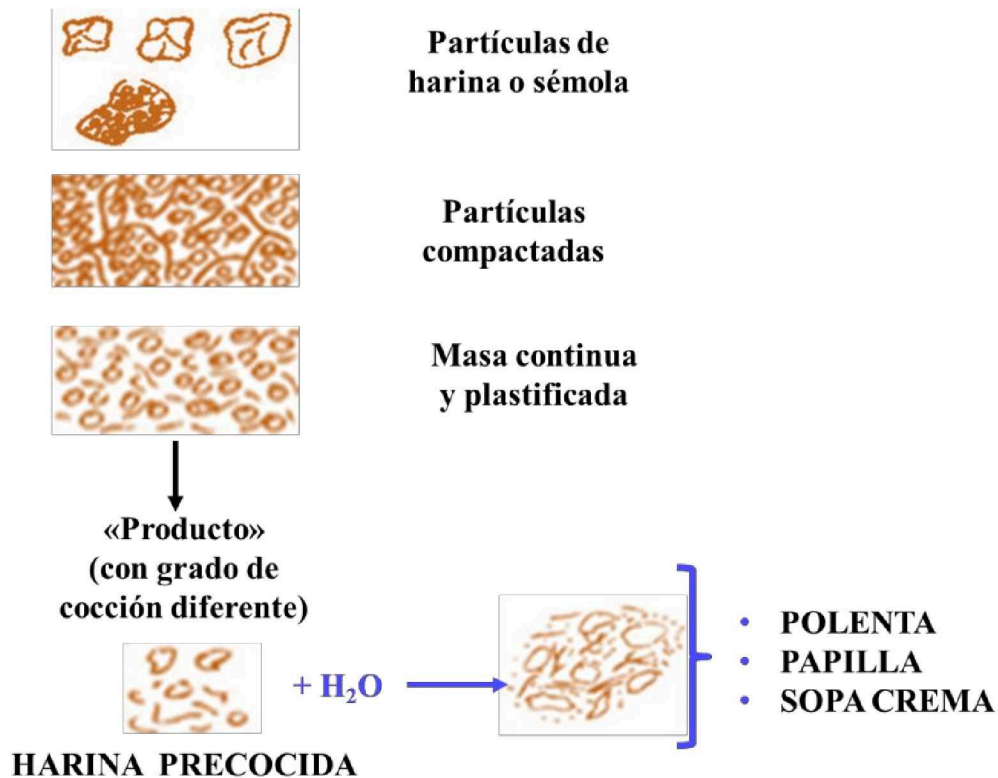 Partículas de
harina o sémola
Partículas
compactadas
Masa continua
y plastificada
«Producto»
(con grado de
cocción diferente)
+ H₂O
HARINA PRECOCIDA
• POLENTA
• PAPILLA
• SOPA CREMA